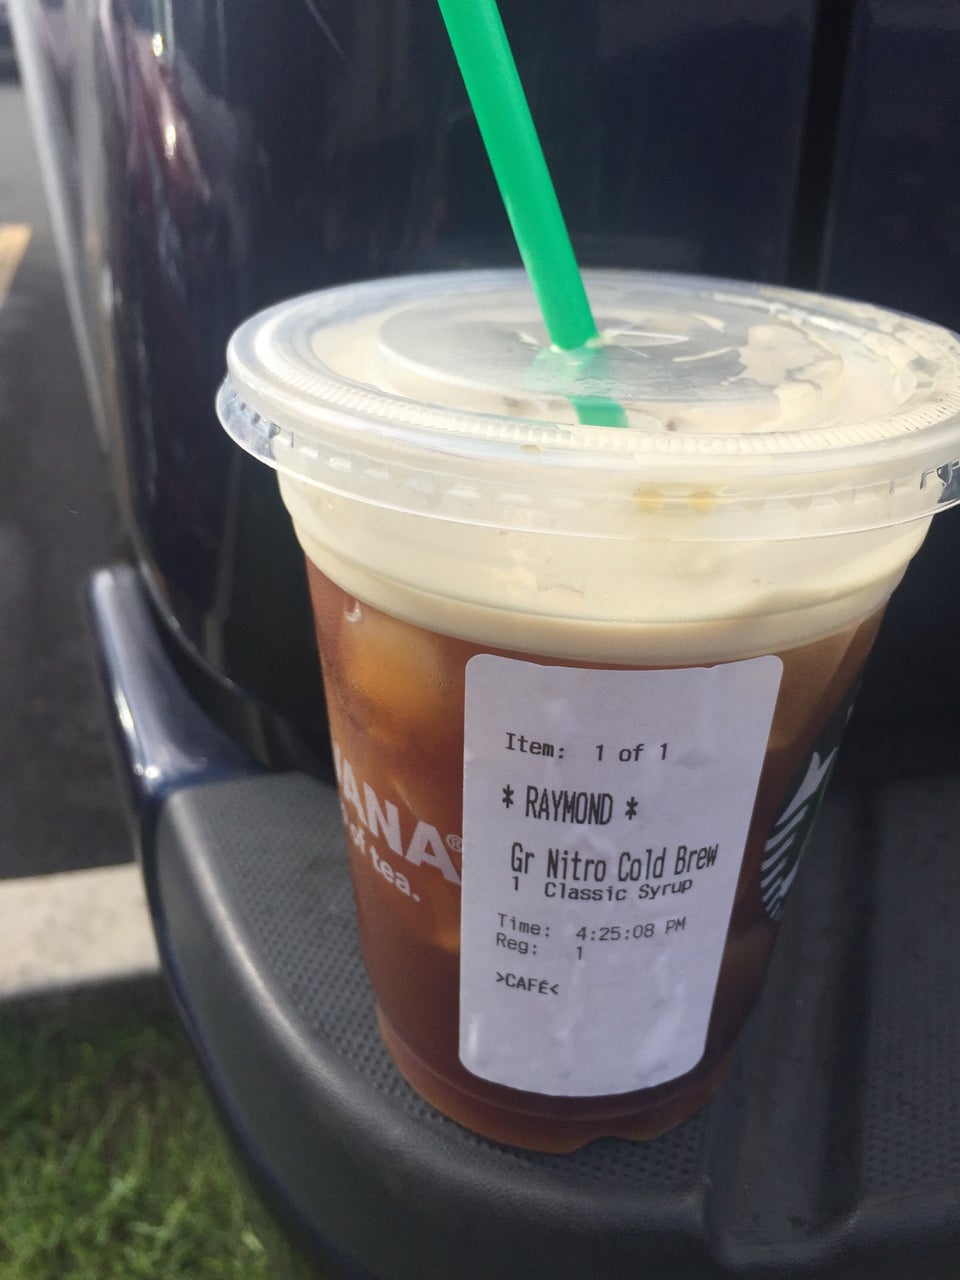 Item: 1 of 1
* RAYMOND *
Gr Nitro Cold Brew
1 Classic Syrup
Time: 4:25:08 PM
Reg: 1
>CAFÉ<
of tea.